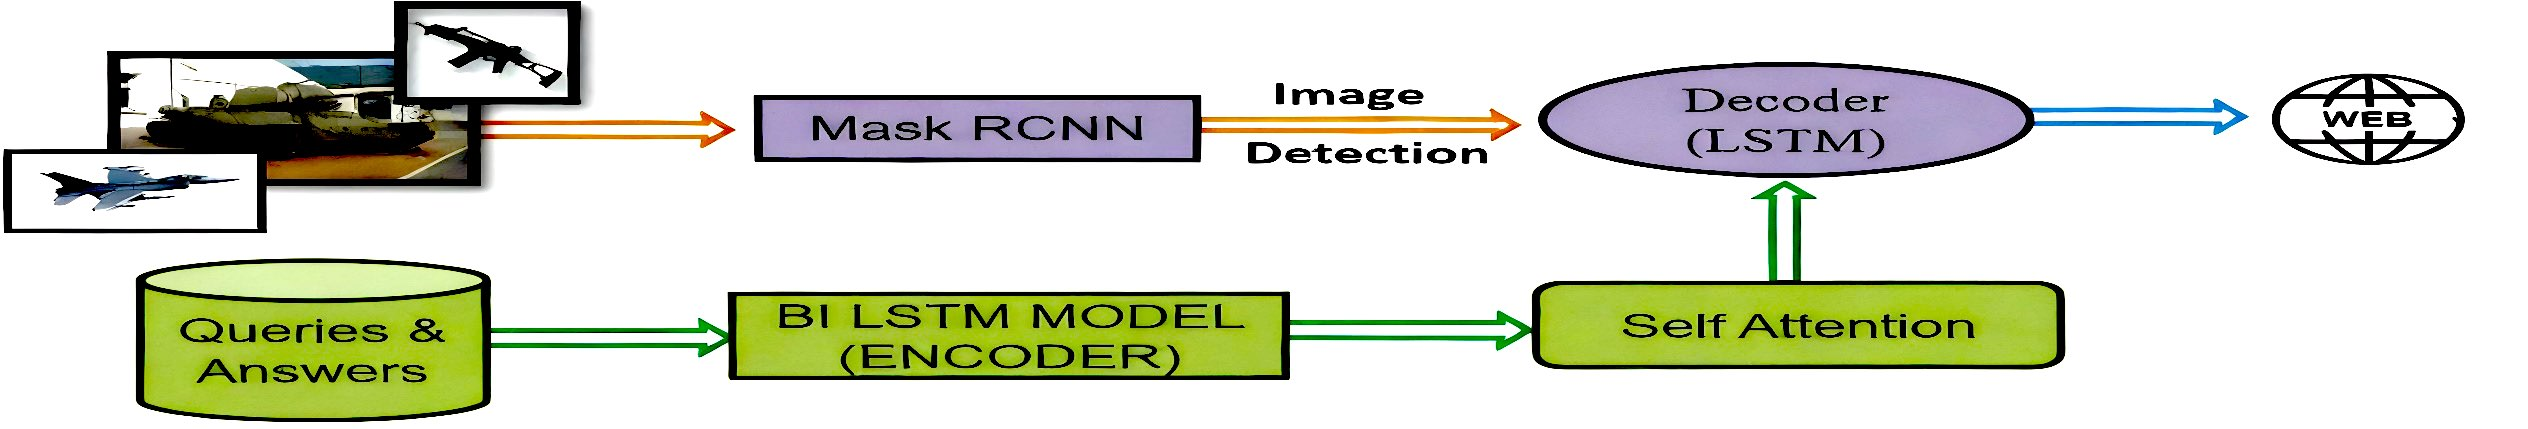 Mask RCNN
Image
Detection
Decoder
(LSTM)
WEB
Queries &
Answers
BI LSTM MODEL
(ENCODER)
Self Attention